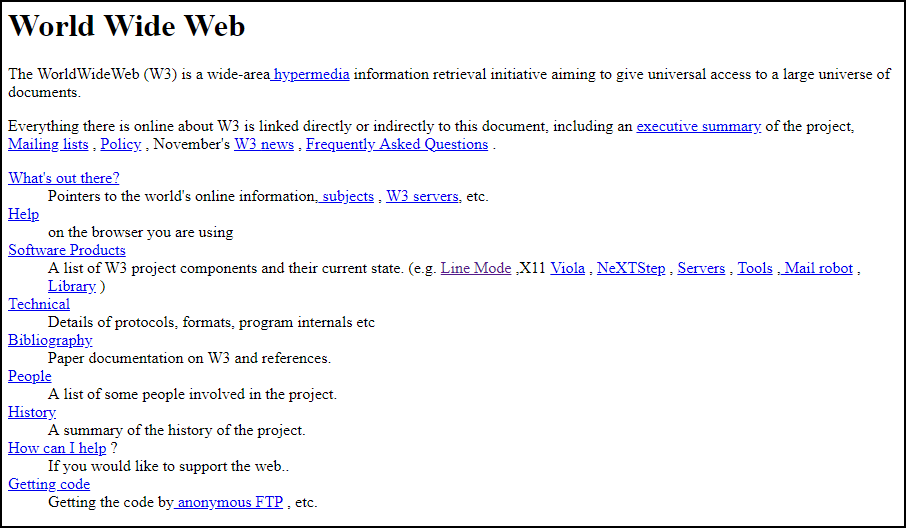 World Wide Web
The WorldWideWeb (W3) is a wide-area hypermedia information retrieval initiative aiming to give universal access to a large universe of
documents.
Everything there is online about W3 is linked directly or indirectly to this document, including an executive summary of the project,
Mailing lists , Policy , November's W3 news , Frequently Asked Questions .
What's out there?
Pointers to the world's online information, subjects , W3 servers, etc.
Help
on the browser you are using
Software Products
A list of W3 project components and their current state. (e.g. Line Mode ,X11 Viola , NeXTStep , Servers , Tools , Mail robot ,
Library )
Technical
Details of protocols, formats, program internals etc
Bibliography
Paper documentation on W3 and references.
People
A list of some people involved in the project.
History
A summary of the history of the project.
How can I help ?
If you would like to support the web..
Getting code
Getting the code by anonymous FTP , etc.